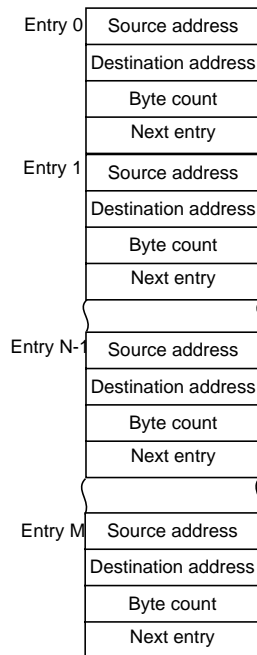 Entry 0 Source address
Destination address
Byte count
Next entry
Entry 1 Source address
Destination address
Byte count
Next entry
Entry N-1 Source address
Destination address
Byte count
Next entry
Entry M Source address
Destination address
Byte count
Next entry